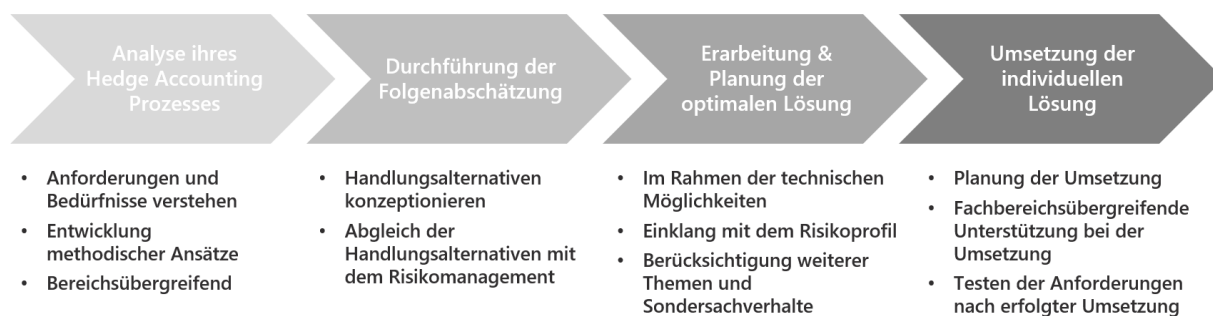 Analyse ihres
Hedge Accounting
Prozesses
Durchführung der
Folgenabschätzung
Erarbeitung &
Planung der
optimalen Lösung
Umsetzung der
individuellen
Lösung
• Anforderungen und
Bedürfnisse verstehen
• Entwicklung
methodischer Ansätze
• Bereichsübergreifend
• Handlungsalternativen
konzeptionieren
• Abgleich der
Handlungsalternativen mit
dem Risikomanagement
• Im Rahmen der technischen
Möglichkeiten
• Einklang mit dem Risikoprofil
• Berücksichtigung weiterer
Themen und
Sondersachverhalte
• Planung der Umsetzung
• Fachbereichsübergreifende
Unterstützung bei der
Umsetzung
• Testen der Anforderungen
nach erfolgter Umsetzung